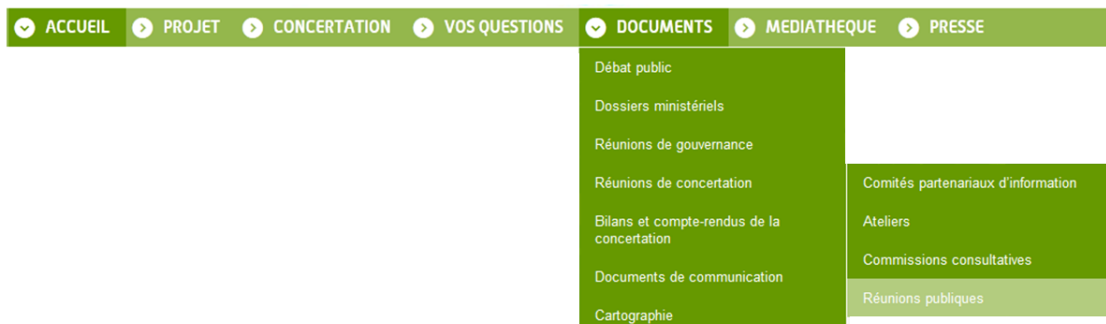 ACCUEIL PROJET CONCERTATION VOS QUESTIONS DOCUMENTS MEDIATHEQUE PRESSE
Débat public
Dossiers ministériels
Réunions de gouvernance
Réunions de concertation
Bilans et compte-rendus de la
concertation
Documents de communication
Cartographie
Comités partenariaux d'information
Ateliers
Commissions consultatives
Réunions publiques